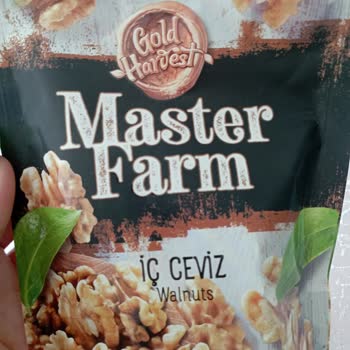 Gold
Harvest
Master
Farm
İÇ CEVİZ
Walnuts